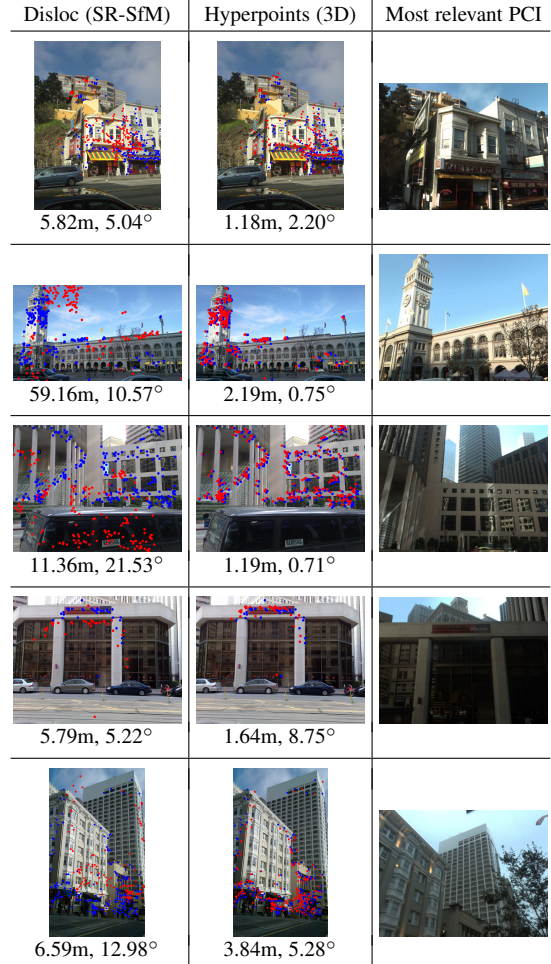 Disloc (SR-SfM) Hyperpoints (3D) Most relevant PCI
5.82m, 5.04° 1.18m, 2.20°
59.16m, 10.57° 2.19m, 0.75°
11.36m, 21.53° 1.19m, 0.71°
5.79m, 5.22° 1.64m, 8.75°
6.59m, 12.98° 3.84m, 5.28°